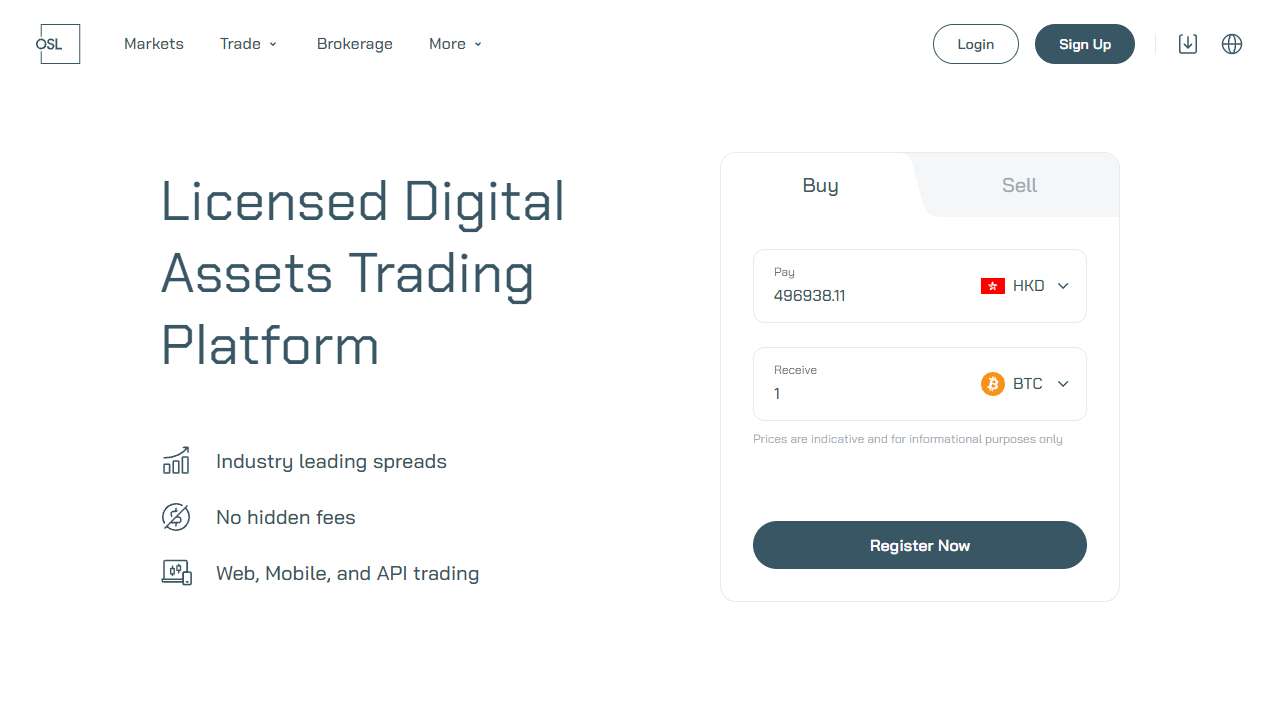 OSL
Markets
Trade
Brokerage
More
Login
Sign Up
Licensed Digital
Assets Trading
Platform
Industry leading spreads
No hidden fees
Web, Mobile, and API trading
Buy
Sell
Pay
496938.11
HKD
Receive
1
BTC
Prices are indicative and for informational purposes only
Register Now